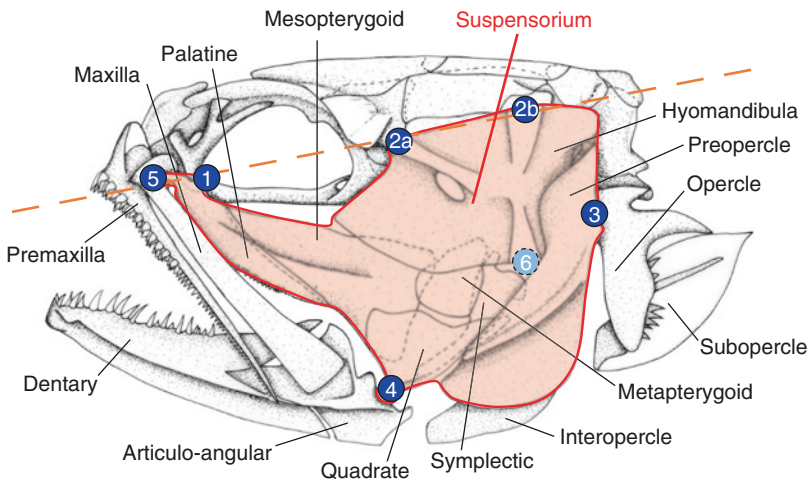 Mesopterygoid
Suspensorium
Palatine
Maxilla
2b
Hyomandibula
2a
Preopercle
5
1
Opercle
3
Premaxilla
6
Subopercle
Dentary
4
Metapterygoid
Articulo-angular
Interopercle
Quadrate
Symplectic